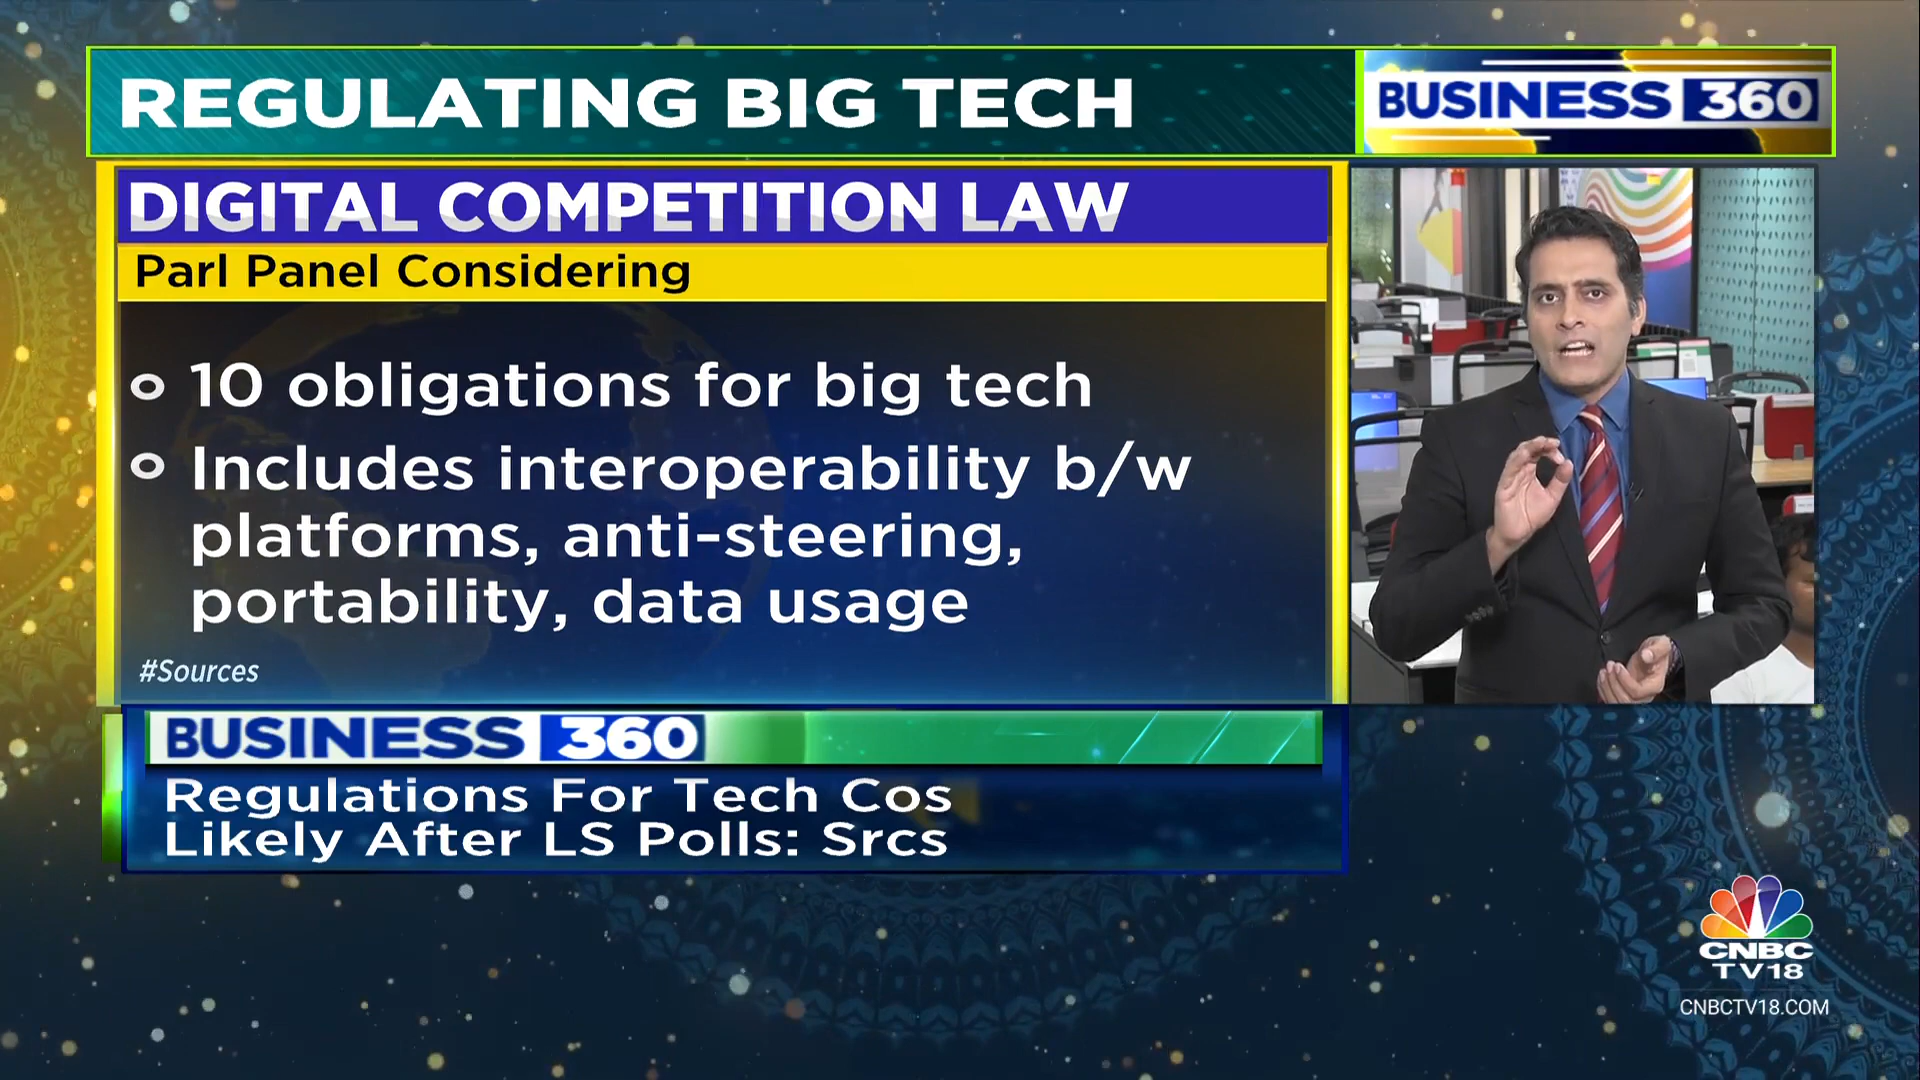 REGULATING BIG TECH
BUSINESS 360
DIGITAL COMPETITION LAW
Parl Panel Considering
10 obligations for big tech
Includes interoperability b/w
platforms, anti-steering,
portability, data usage
#Sources
BUSINESS 360
Regulations For Tech Cos
Likely After LS Polls: Srcs
CNBC
TV18
CNBCTV18.COM